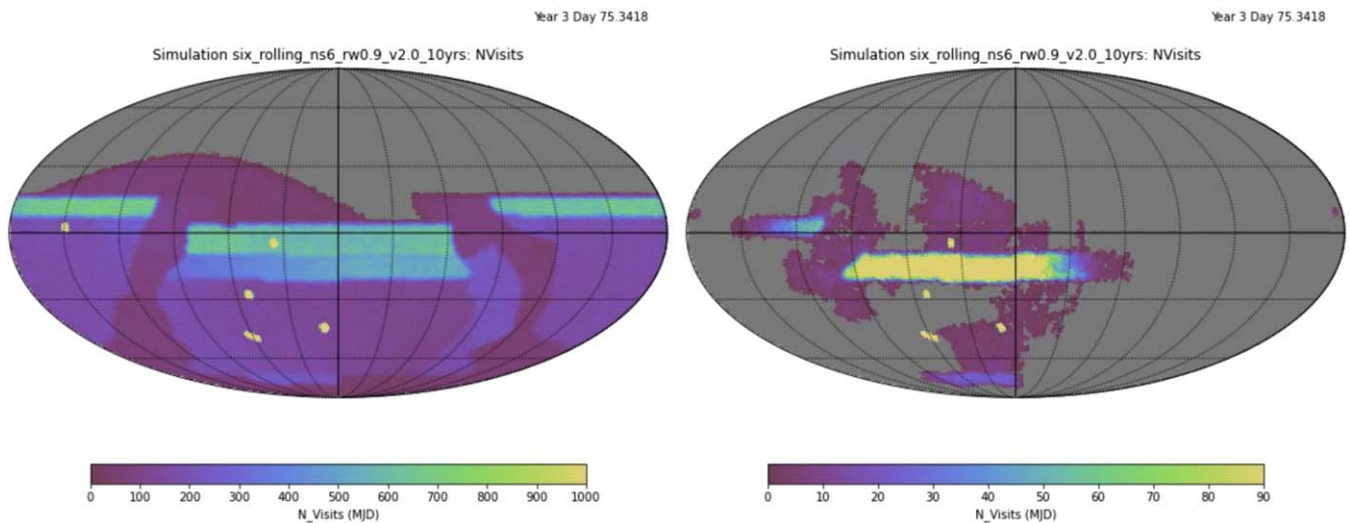 Year 3 Day 75.3418
Simulation six_rolling_ns6_rw0.9_v2.0_10yrs: NVisits
0 100 200 300 400 500 600 700 800 900 1000
N_Visits (MJD)
Year 3 Day 75.3418
Simulation six_rolling_ns6_rw0.9_v2.0_10yrs: NVisits
0 10 20 30 40 50 60 70 80 90
N_Visits (MJD)